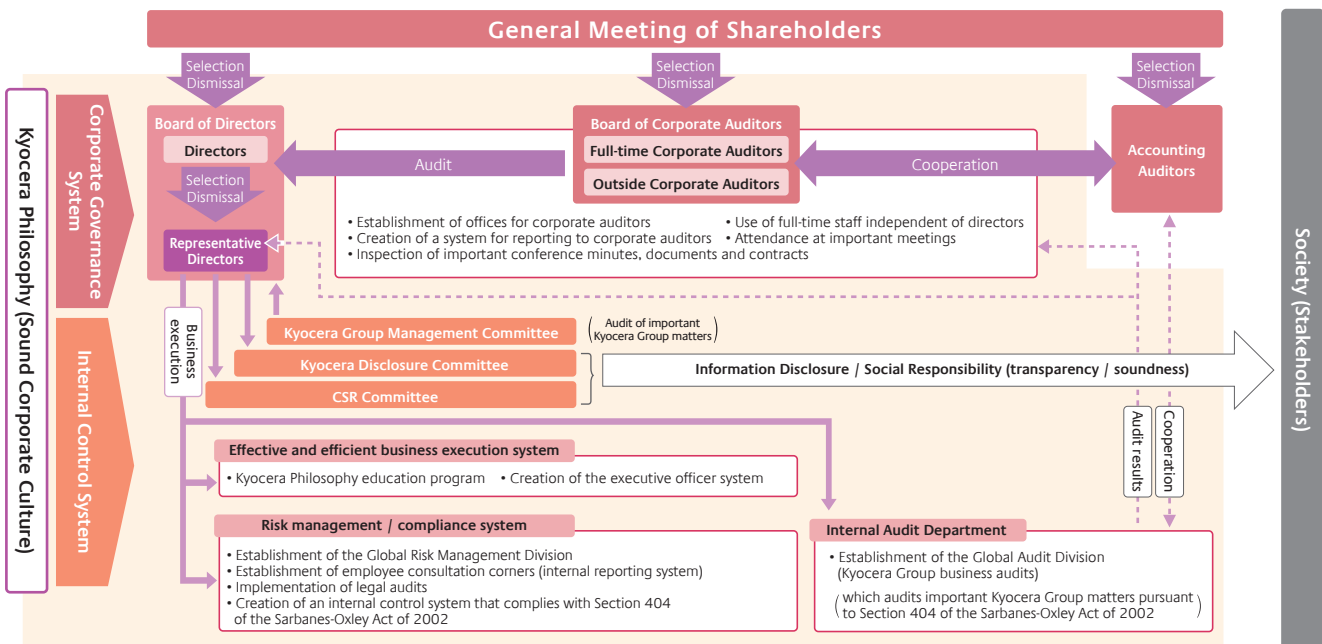 General Meeting of Shareholders
Selection
Dismissal
Selection
Dismissal
Selection
Dismissal
Kyocera Philosophy (Sound Corporate Culture)
Corporate Governance
System
Internal Control System
Society (Stakeholders)
Board of Directors
Directors
Selection
Dismissal
Representative
Directors
Audit
Board of Corporate Auditors
Full-time Corporate Auditors
Outside Corporate Auditors
Cooperation
Accounting
Auditors
• Establishment of offices for corporate auditors
• Use of full-time staff independent of directors
• Creation of a system for reporting to corporate auditors
• Attendance at important meetings
• Inspection of important conference minutes, documents and contracts
Business
execution
Kyocera Group Management Committee
(Audit of important
Kyocera Group matters)
Kyocera Disclosure Committee
CSR Committee
Information Disclosure / Social Responsibility (transparency / soundness)
Audit results
Cooperation
Effective and efficient business execution system
• Kyocera Philosophy education program
• Creation of the executive officer system
Risk management / compliance system
• Establishment of the Global Risk Management Division
• Establishment of employee consultation corners (internal reporting system)
• Implementation of legal audits
• Creation of an internal control system that complies with Section 404
of the Sarbanes-Oxley Act of 2002
Internal Audit Department
• Establishment of the Global Audit Division
(Kyocera Group business audits)
(which audits important Kyocera Group matters pursuant
to Section 404 of the Sarbanes-Oxley Act of 2002)